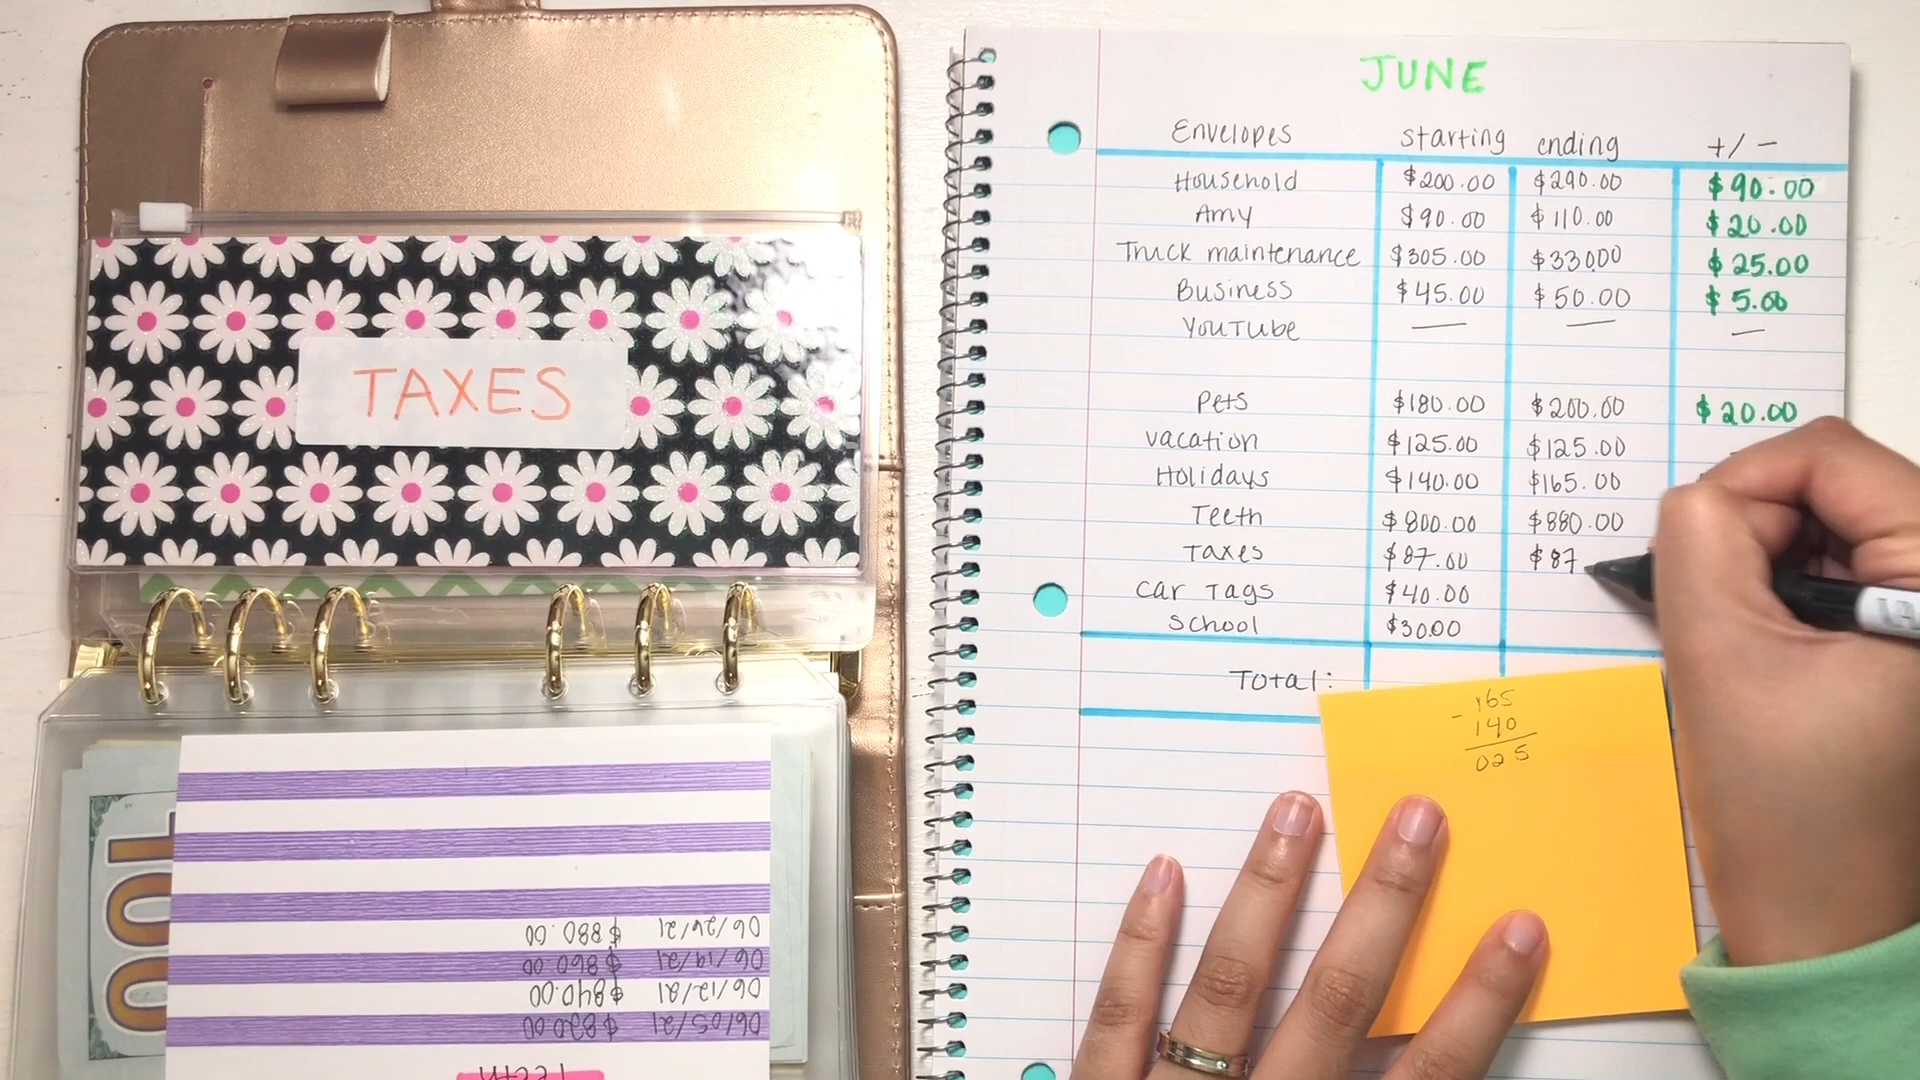 TAXES
JUNE
Envelopes starting ending +/-
Household $200.00 $290.00 $90.00
Amy $90.00 $110.00 $20.00
Truck maintenance $305.00 $330.00 $25.00
Business $45.00 $50.00 $5.00
YouTube — — —
Pets $180.00 $200.00 $20.00
vacation $125.00 $125.00
Holidays $140.00 $165.00
Teeth $800.00 $880.00
Taxes $87.00 $87.
car Tags $40.00
School $30.00
Total:
- 165
140
025
100
Teeth
06/05/21 $820.00
06/12/21 $840.00
06/19/21 $860.00
06/26/21 $880.00